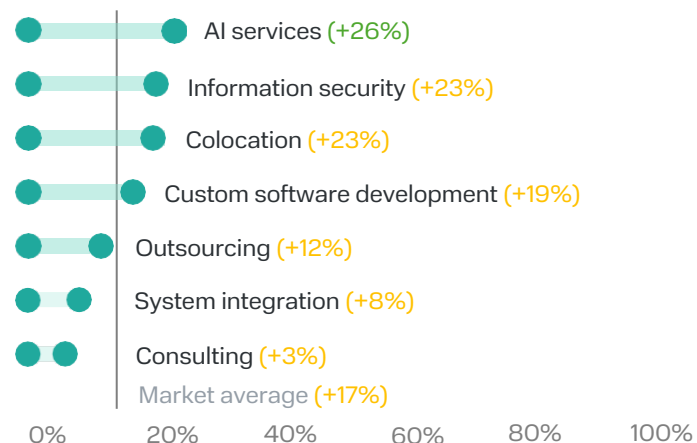 AI services (+26%)
Information security (+23%)
Colocation (+23%)
Custom software development (+19%)
Outsourcing (+12%)
System integration (+8%)
Consulting (+3%)
Market average (+17%)
0% 20% 40% 60% 80% 100%